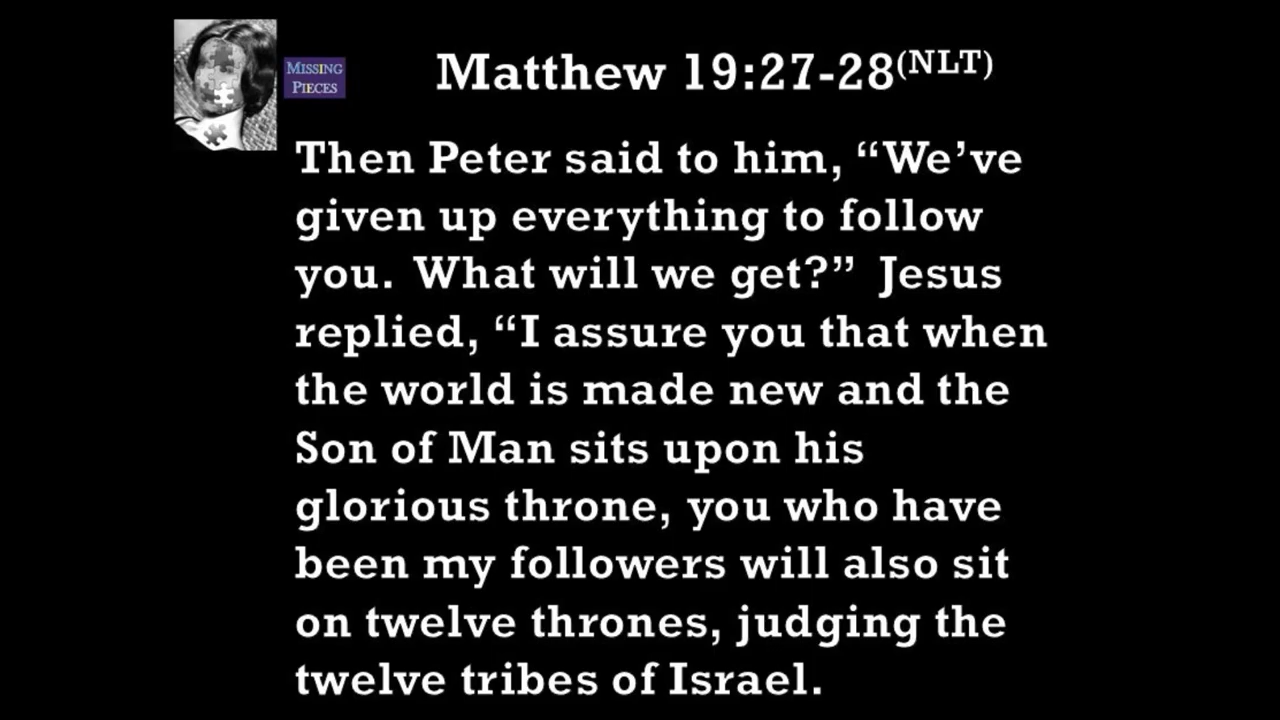 MISSING
PIECES
Matthew 19:27-28(NLT)
Then Peter said to him, “We’ve
given up everything to follow
you. What will we get?” Jesus
replied, “I assure you that when
the world is made new and the
Son of Man sits upon his
glorious throne, you who have
been my followers will also sit
on twelve thrones, judging the
twelve tribes of Israel.